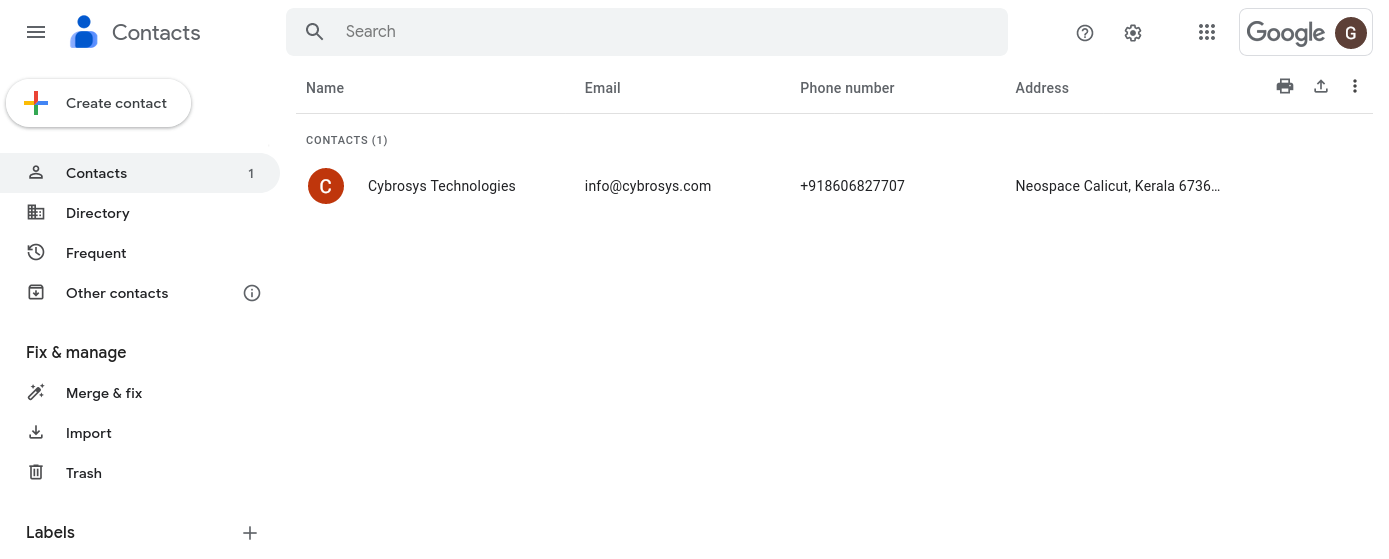 Contacts
Search
Google G
Create contact
Name Email Phone number Address
CONTACTS (1)
C Cybrosys Technologies info@cybrosys.com +918606827707 Neospace Calicut, Kerala 6736...
Contacts 1
Directory
Frequent
Other contacts
Fix & manage
Merge & fix
Import
Trash
Labels